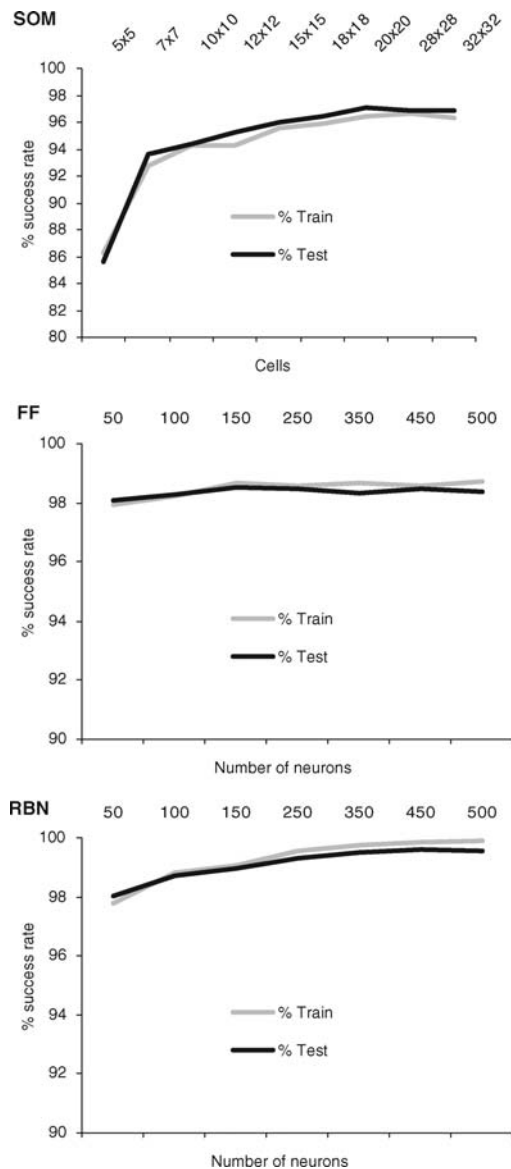 SOM
5x5 7x7 10x10 12x12 15x15 18x18 20x20 28x28 32x32
100
98
96
94
92
90
88
86
84
82
80
% success rate
% Train
% Test
Cells
FF
50 100 150 250 350 450 500
100
98
96
94
92
90
% success rate
% Train
% Test
Number of neurons
RBN
50 100 150 250 350 450 500
100
98
96
94
92
90
% success rate
% Train
% Test
Number of neurons